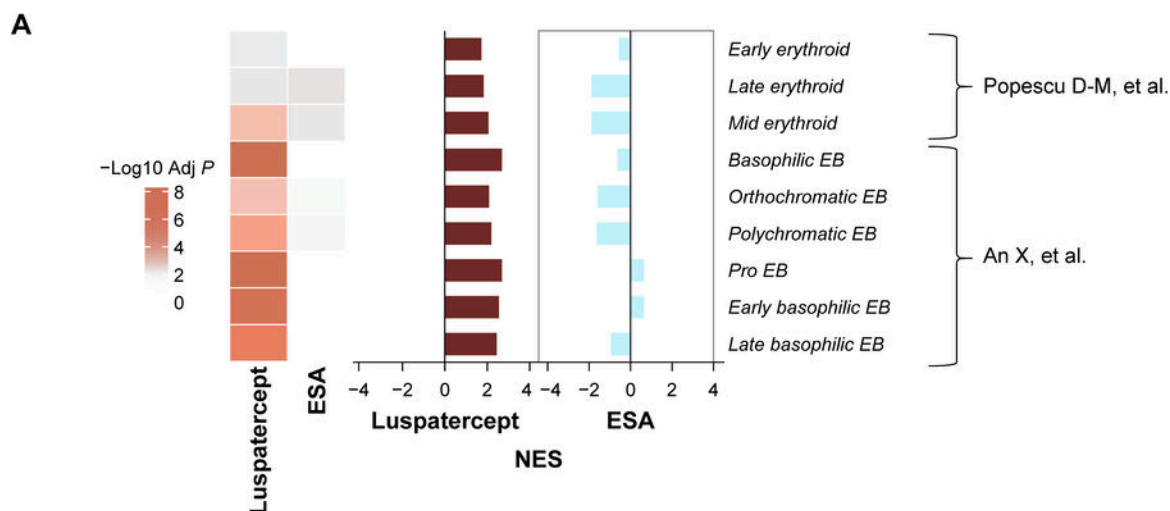 A
−Log10 Adj P
8
6
4
2
0
Luspatercept
ESA
Early erythroid
Late erythroid
Mid erythroid
Basophilic EB
Orthochromatic EB
Polychromatic EB
Pro EB
Early basophilic EB
Late basophilic EB
Popescu D-M, et al.
An X, et al.
−4 −2 0 2 4 −4 −2 0 2 4
Luspatercept ESA
NES